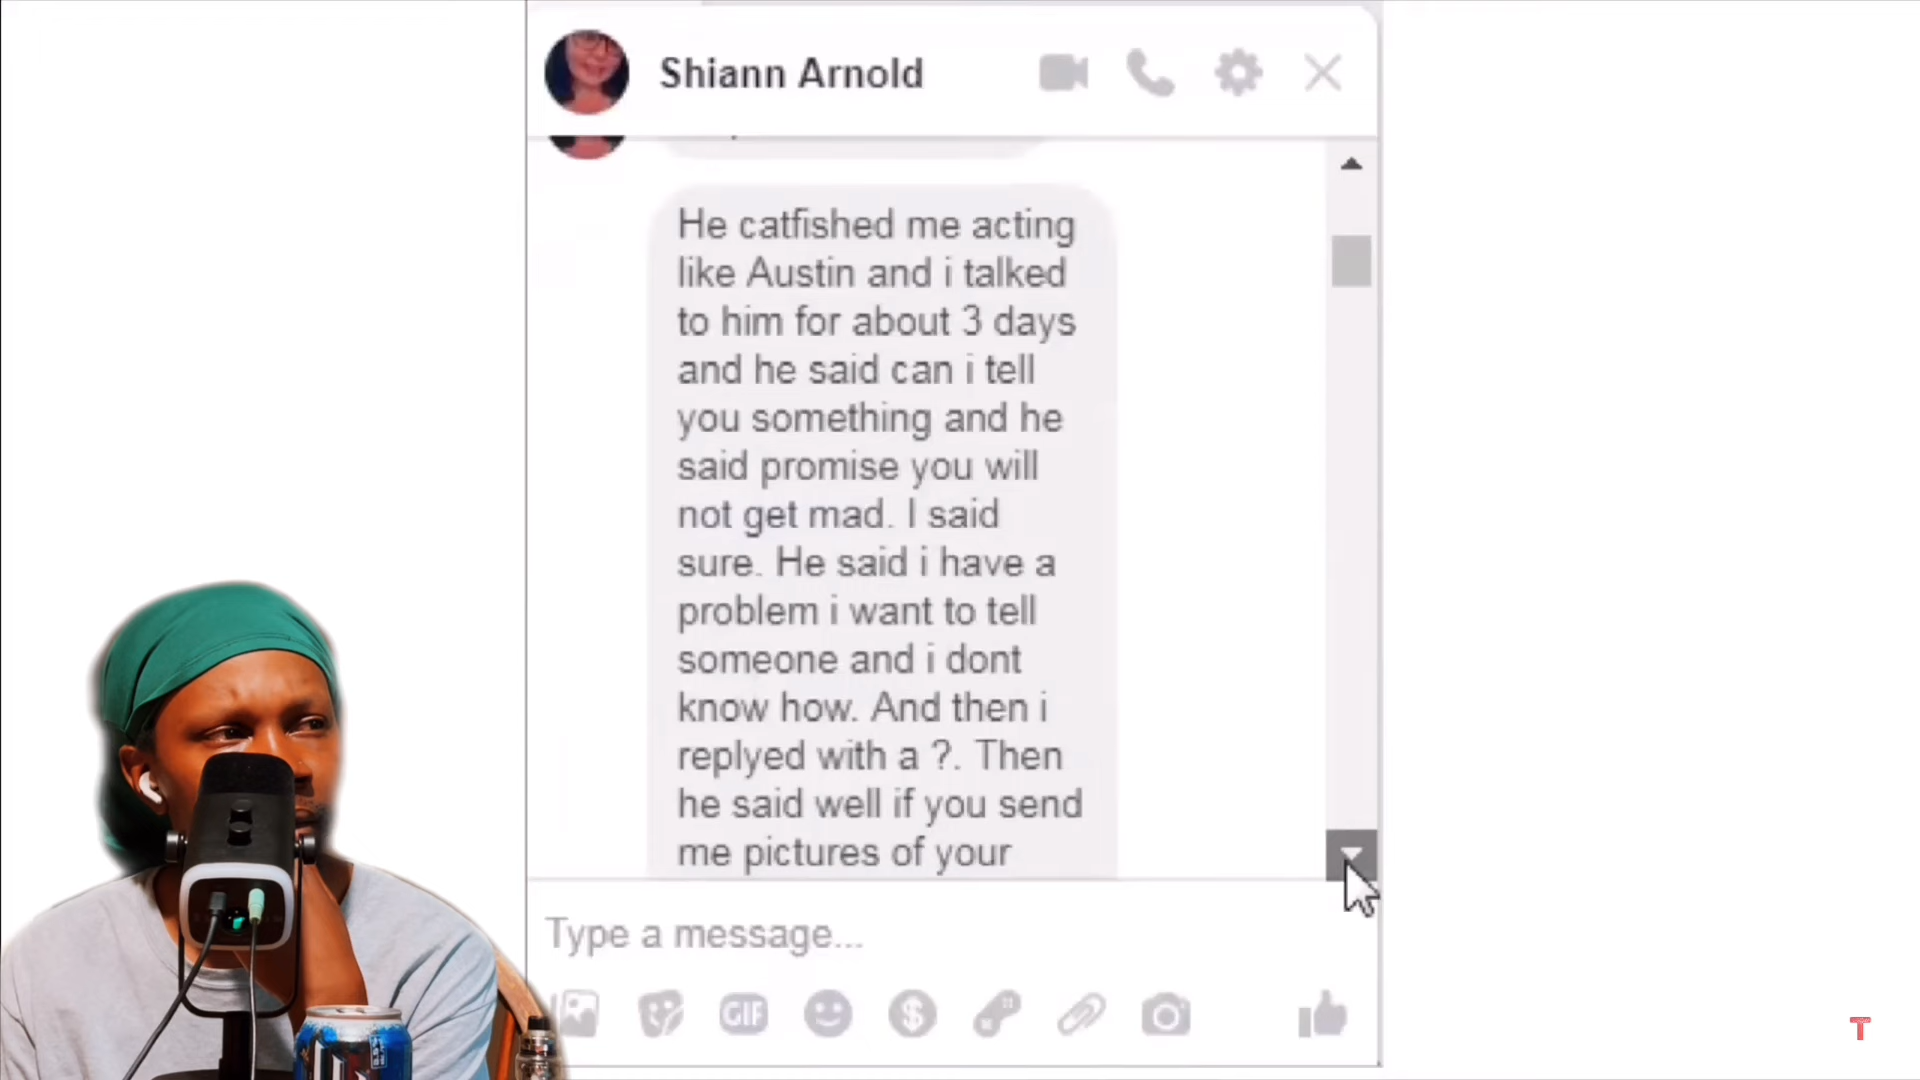 Shiann Arnold
He catfished me acting
like Austin and i talked
to him for about 3 days
and he said can i tell
you something and he
said promise you will
not get mad. I said
sure. He said i have a
problem i want to tell
someone and i dont
know how. And then i
replyed with a ?. Then
he said well if you send
me pictures of your
Type a message...
GIF
T